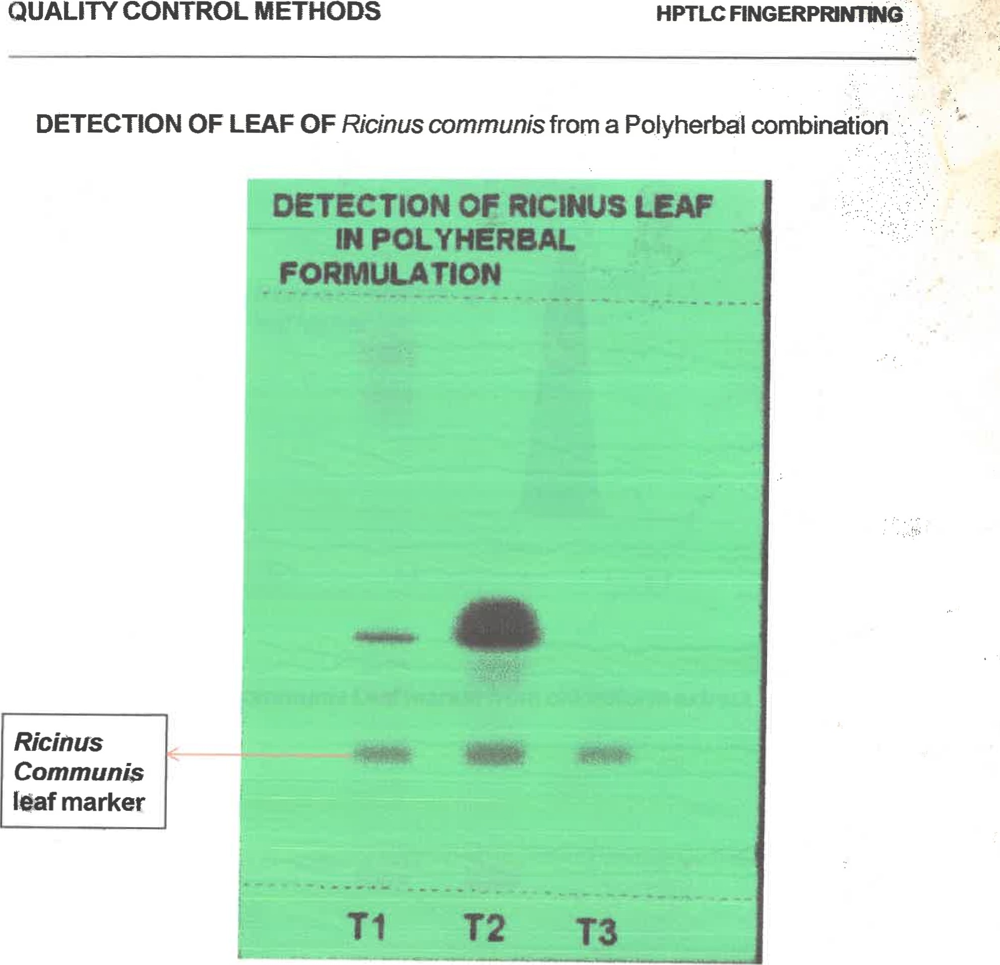 QUALITY CONTROL METHODS HPTLC FINGERPRINTING
DETECTION OF LEAF OF Ricinus communis from a Polyherbal combination
DETECTION OF RICINUS LEAF
IN POLYHERBAL
FORMULATION
Ricinus
Communis
leaf marker
T1 T2 T3